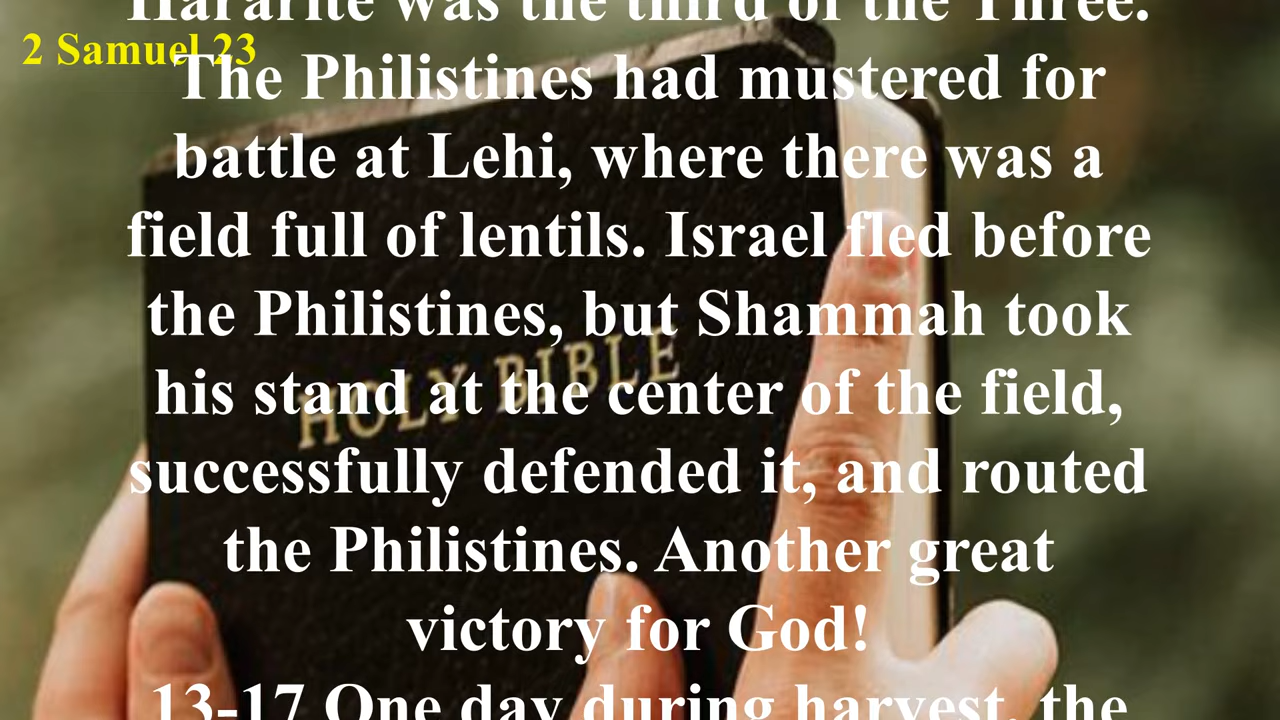 Hararite was the third of the Three.
2 Samuel 23
The Philistines had mustered for
battle at Lehi, where there was a
field full of lentils. Israel fled before
the Philistines, but Shammah took
his stand at the center of the field,
successfully defended it, and routed
the Philistines. Another great
victory for God!
13-17 One day during harvest, the
HOLY BIBLE